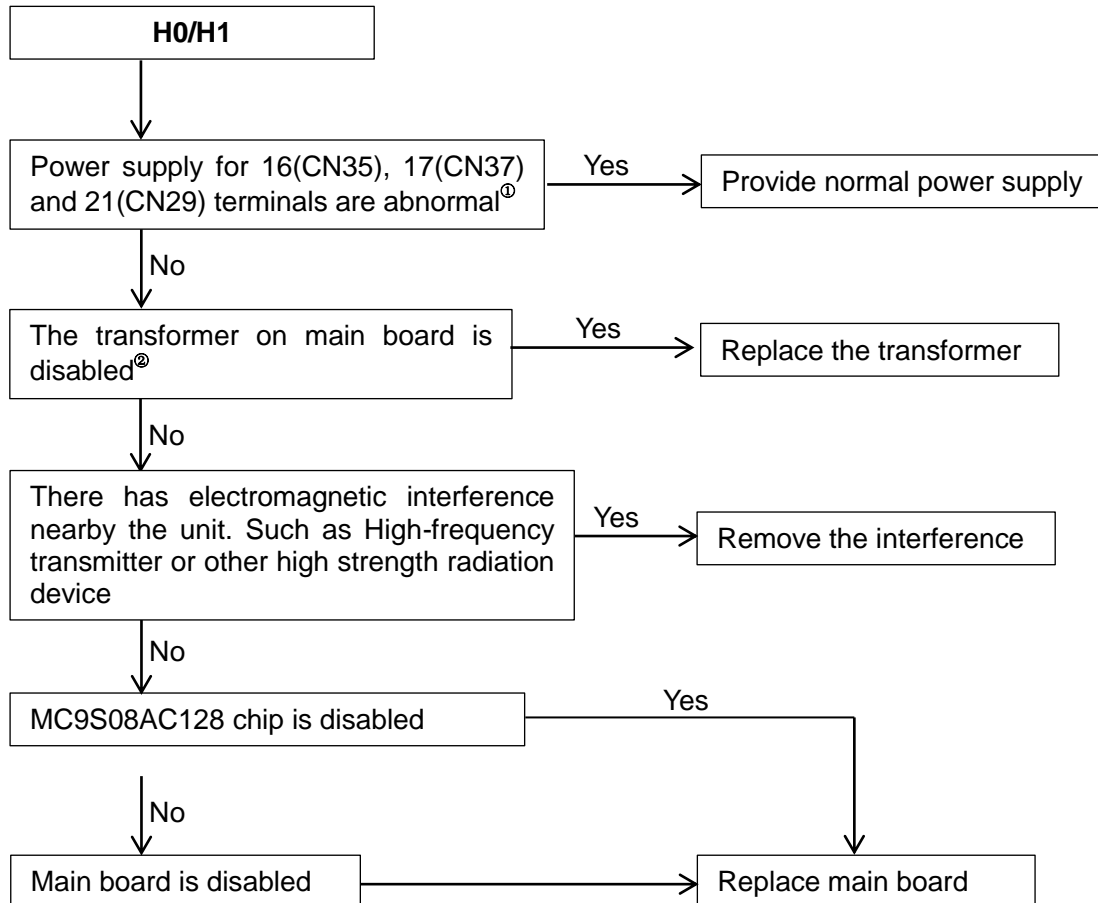 H0/H1
Power supply for 16(CN35), 17(CN37)
and 21(CN29) terminals are abnormal①
Yes
Provide normal power supply
No
The transformer on main board is
disabled②
Yes
Replace the transformer
No
There has electromagnetic interference
nearby the unit. Such as High-frequency
transmitter or other high strength radiation
device
Yes
Remove the interference
No
MC9S08AC128 chip is disabled
Yes
No
Main board is disabled
Replace main board